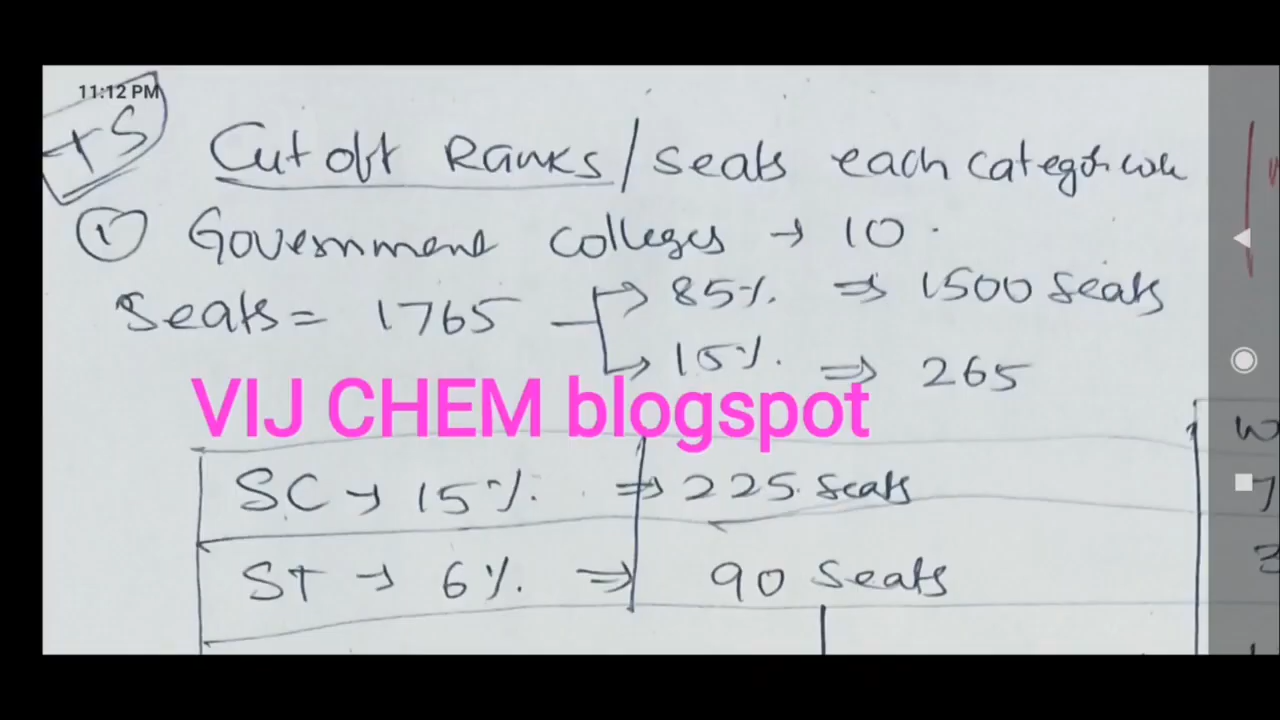 11:12 PM
TS
Cut off Ranks / Seats each categori wise
① Government colleges → 10.
Seats = 1765 → 85% ⇒ 1500 Seats
→ 15% ⇒ 265
VIJ CHEM blogspot
SC → 15% ⇒ 225 Seats
ST → 6% ⇒ 90 Seats